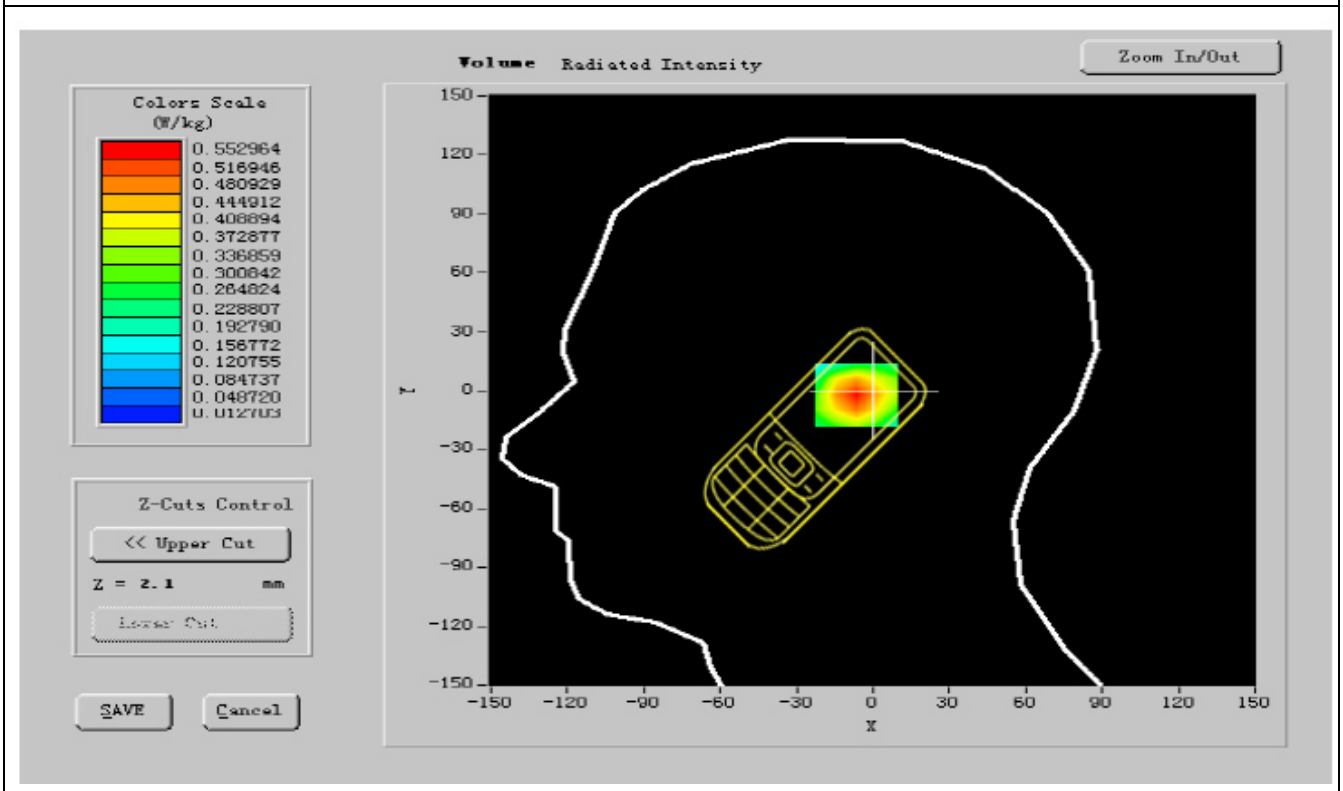 Volume Radiated Intensity
Zoom In/Out
Colors Scale
(W/kg)
0.552964
0.516946
0.480929
0.444912
0.408894
0.372877
0.336859
0.300842
0.264824
0.228807
0.192790
0.156772
0.120755
0.084737
0.048720
0.012703
Z-Cuts Control
<< Upper Cut
Z = 2.1 mm
Lower Cut
SAVE
Cancel
150
120
90
60
30
0
-30
-60
-90
-120
-150
Y
-150 -120 -90 -60 -30 0 30 60 90 120 150
X